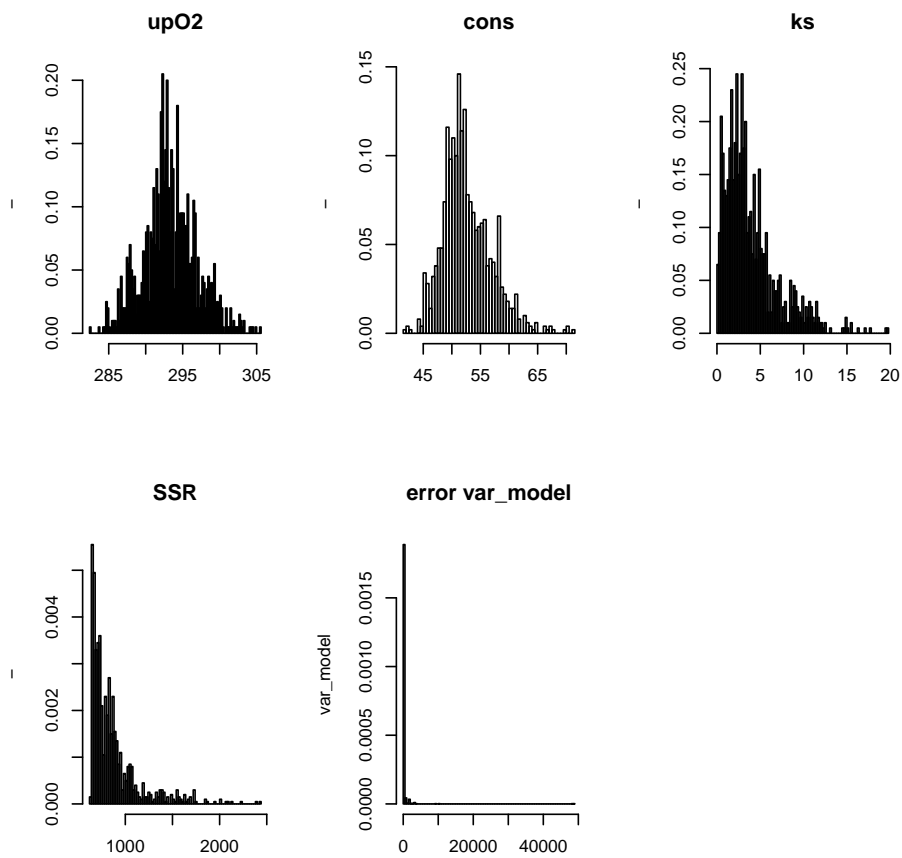 upO2
0.00 0.05 0.10 0.15 0.20
285 295 305
–
cons
0.00 0.05 0.10 0.15
45 55 65
–
ks
0.00 0.05 0.10 0.15 0.20 0.25
0 5 10 15 20
–
SSR
0.000 0.002 0.004
1000 2000
–
error var_model
var_model
0.0000 0.0005 0.0010 0.0015
0 20000 40000